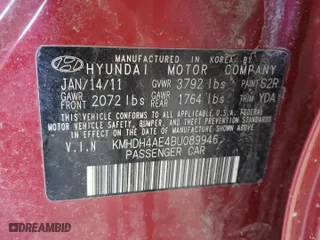 MANUFACTURED IN KOREA BY
HYUNDAI MOTOR COMPANY
JAN/14/11 GVWR 3792 lbs PAINT S2R
GAWR FRONT 2072 lbs GAWR REAR 1764 lbs TRIM YDA
THIS VEHICLE CONFORMS TO ALL APPLICABLE U.S. FEDERAL
MOTOR VEHICLE SAFETY, BUMPER, AND THEFT PREVENTION
STANDARDS IN EFFECT ON THE DATE OF MANUFACTURE
SHOWN ABOVE.
V.I.N KMHDH4AE4BU089946
PASSENGER CAR
DREAMBID